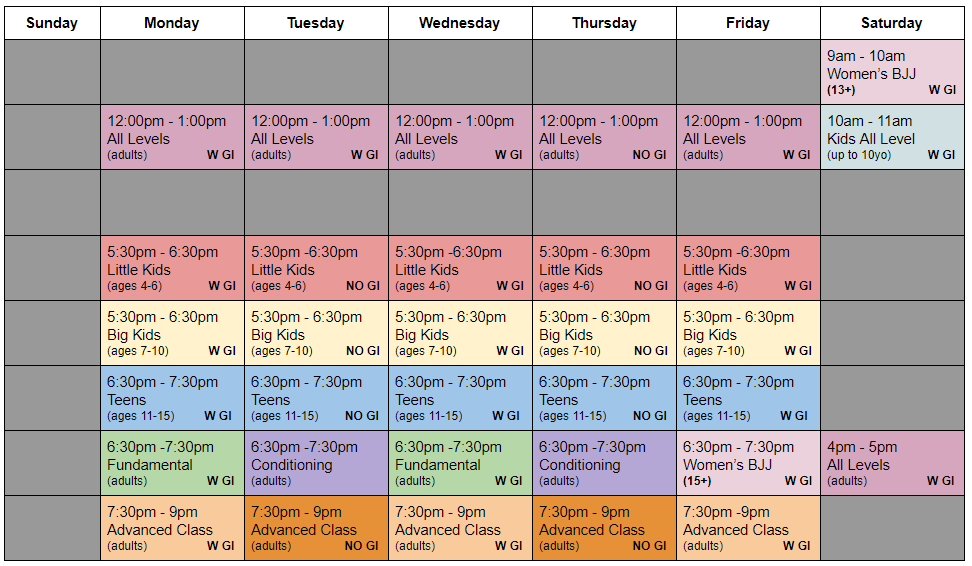 Sunday Monday Tuesday Wednesday Thursday Friday Saturday
9am - 10am
Women's BJJ
(13+) W GI
12:00pm - 1:00pm 12:00pm - 1:00pm 12:00pm - 1:00pm 12:00pm - 1:00pm 12:00pm - 1:00pm 10am - 11am
All Levels All Levels All Levels All Levels All Levels Kids All Level
(adults) W GI (adults) W GI (adults) W GI (adults) NO GI (adults) W GI (up to 10yo) W GI
5:30pm - 6:30pm 5:30pm -6:30pm 5:30pm -6:30pm 5:30pm - 6:30pm 5:30pm -6:30pm
Little Kids Little Kids Little Kids Little Kids Little Kids
(ages 4-6) W GI (ages 4-6) NO GI (ages 4-6) W GI (ages 4-6) NO GI (ages 4-6) W GI
5:30pm - 6:30pm 5:30pm - 6:30pm 5:30pm - 6:30pm 5:30pm - 6:30pm 5:30pm - 6:30pm
Big Kids Big Kids Big Kids Big Kids Big Kids
(ages 7-10) W GI (ages 7-10) NO GI (ages 7-10) W GI (ages 7-10) NO GI (ages 7-10) W GI
6:30pm - 7:30pm 6:30pm - 7:30pm 6:30pm - 7:30pm 6:30pm - 7:30pm 6:30pm - 7:30pm
Teens Teens Teens Teens Teens
(ages 11-15) W GI (ages 11-15) NO GI (ages 11-15) W GI (ages 11-15) NO GI (ages 11-15) W GI
6:30pm -7:30pm 6:30pm -7:30pm 6:30pm -7:30pm 6:30pm -7:30pm 6:30pm - 7:30pm 4pm - 5pm
Fundamental Conditioning Fundamental Conditioning Women's BJJ All Levels
(adults) W GI (adults) (adults) W GI (adults) (15+) W GI (adults) W GI
7:30pm - 9pm 7:30pm - 9pm 7:30pm - 9pm 7:30pm - 9pm 7:30pm -9pm
Advanced Class Advanced Class Advanced Class Advanced Class Advanced Class
(adults) W GI (adults) NO GI (adults) W GI (adults) NO GI (adults) W GI